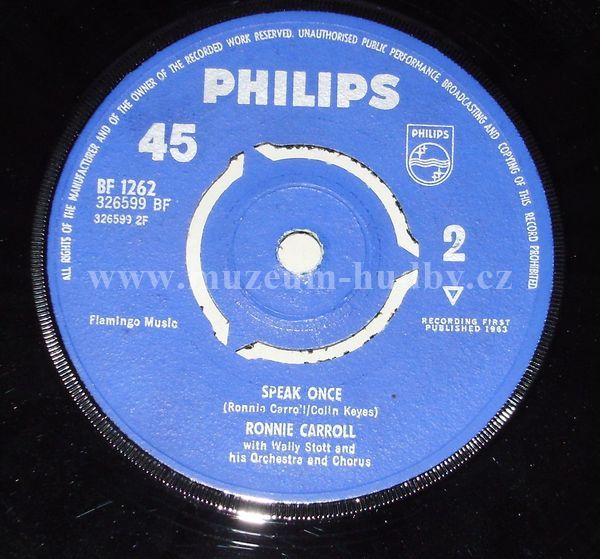 ALL RIGHTS OF THE MANUFACTURER AND OF THE OWNER OF THE RECORDED WORK RESERVED. UNAUTHORISED PUBLIC PERFORMANCE, BROADCASTING AND COPYING OF THIS RECORD PROHIBITED.
PHILIPS
45
PHILIPS
BF 1262
326599 BF
326599 2F
2
www.muzeum-hudby.cz
Flamingo Music
RECORDING FIRST
PUBLISHED 1963
SPEAK ONCE
(Ronnie Carroll/Colin Keyes)
RONNIE CARROLL
with Wally Stott and
his Orchestra and Chorus